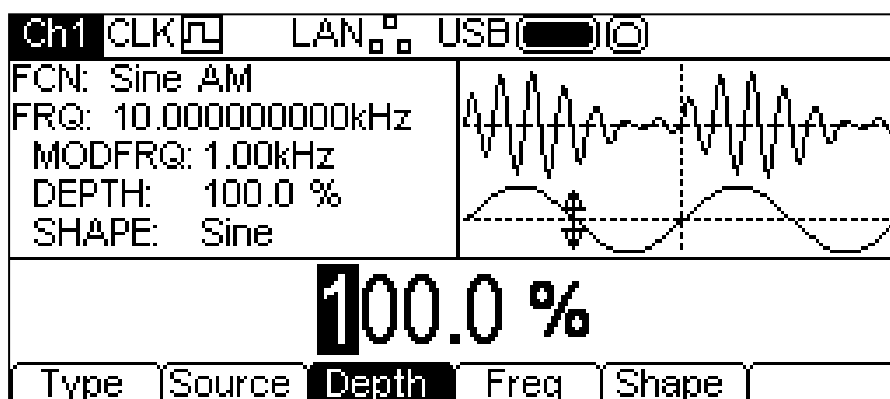 Ch1 CLK LAN USB
FCN: Sine AM
FRQ: 10.000000000kHz
MODFRQ: 1.00kHz
DEPTH: 100.0 %
SHAPE: Sine
100.0 %
Type Source Depth Freq Shape